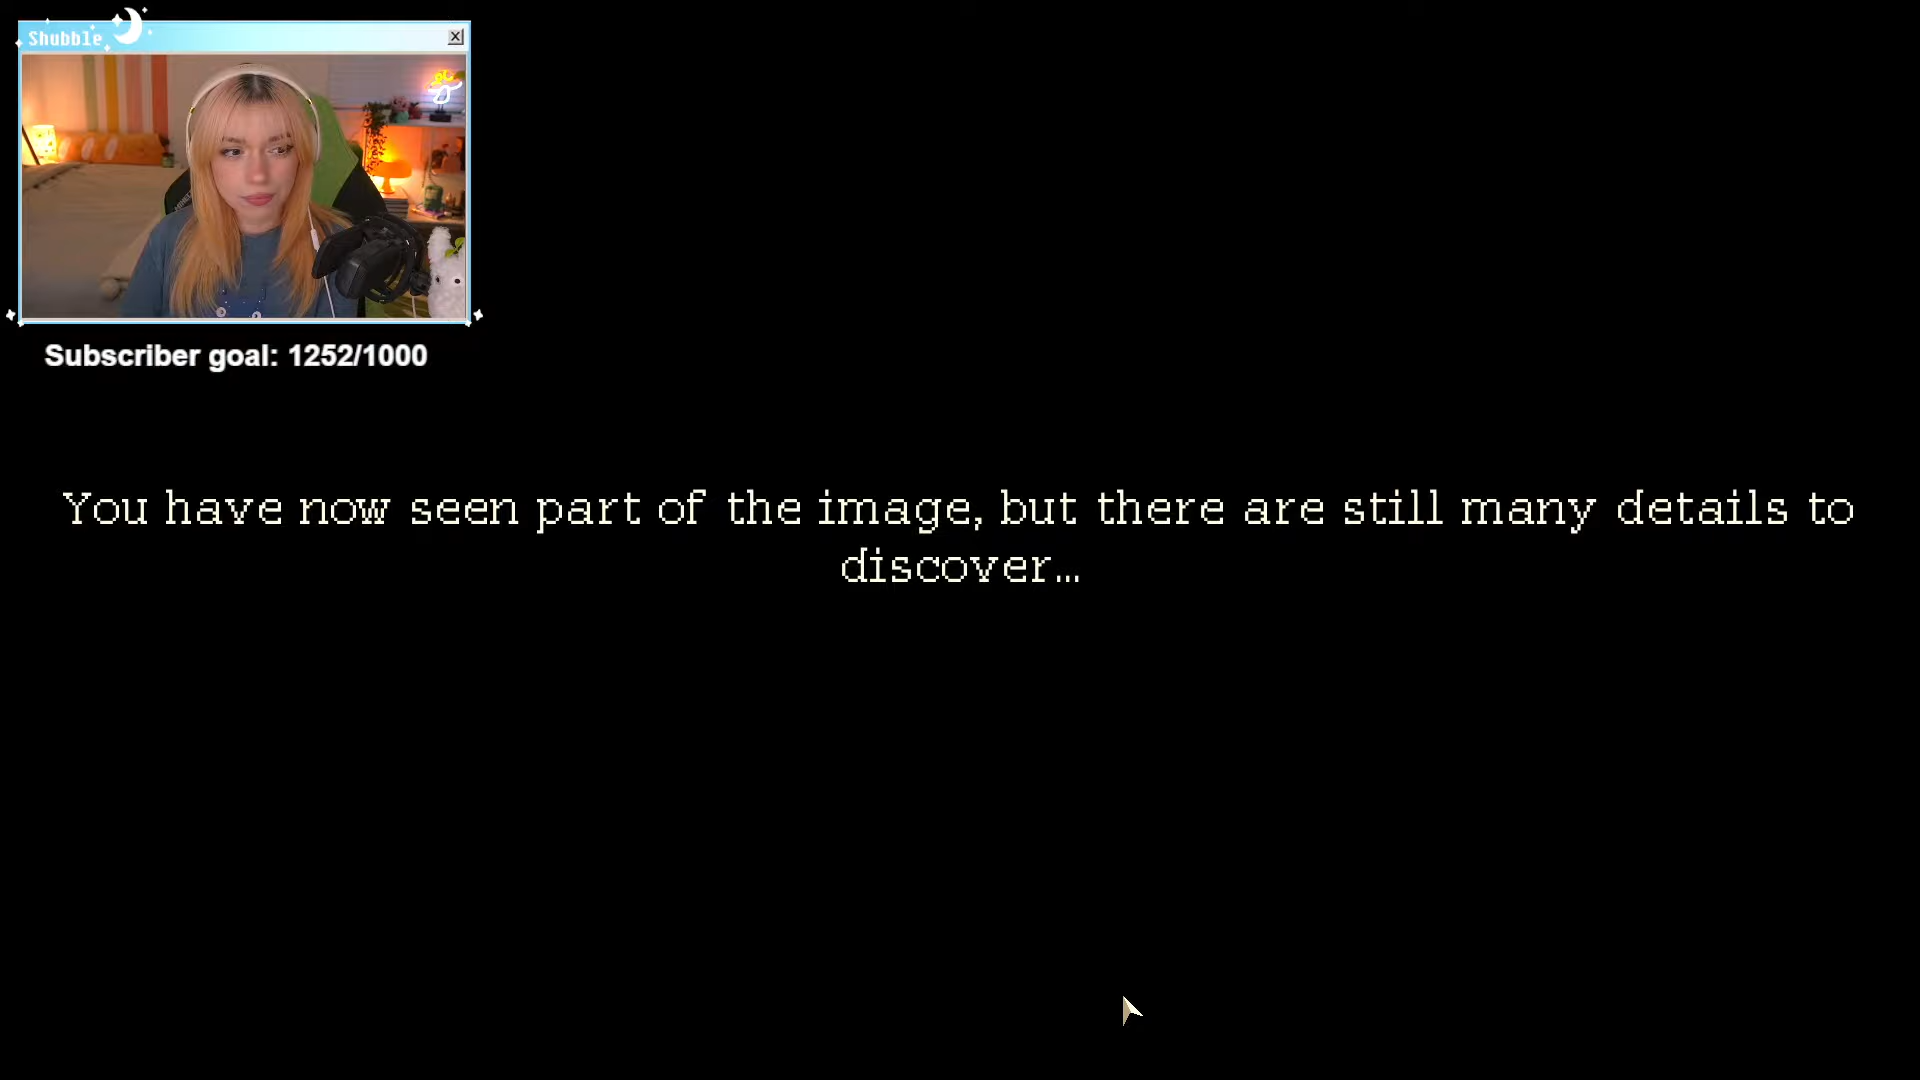 Shubble
Subscriber goal: 1252/1000
You have now seen part of the image, but there are still many details to
discover...